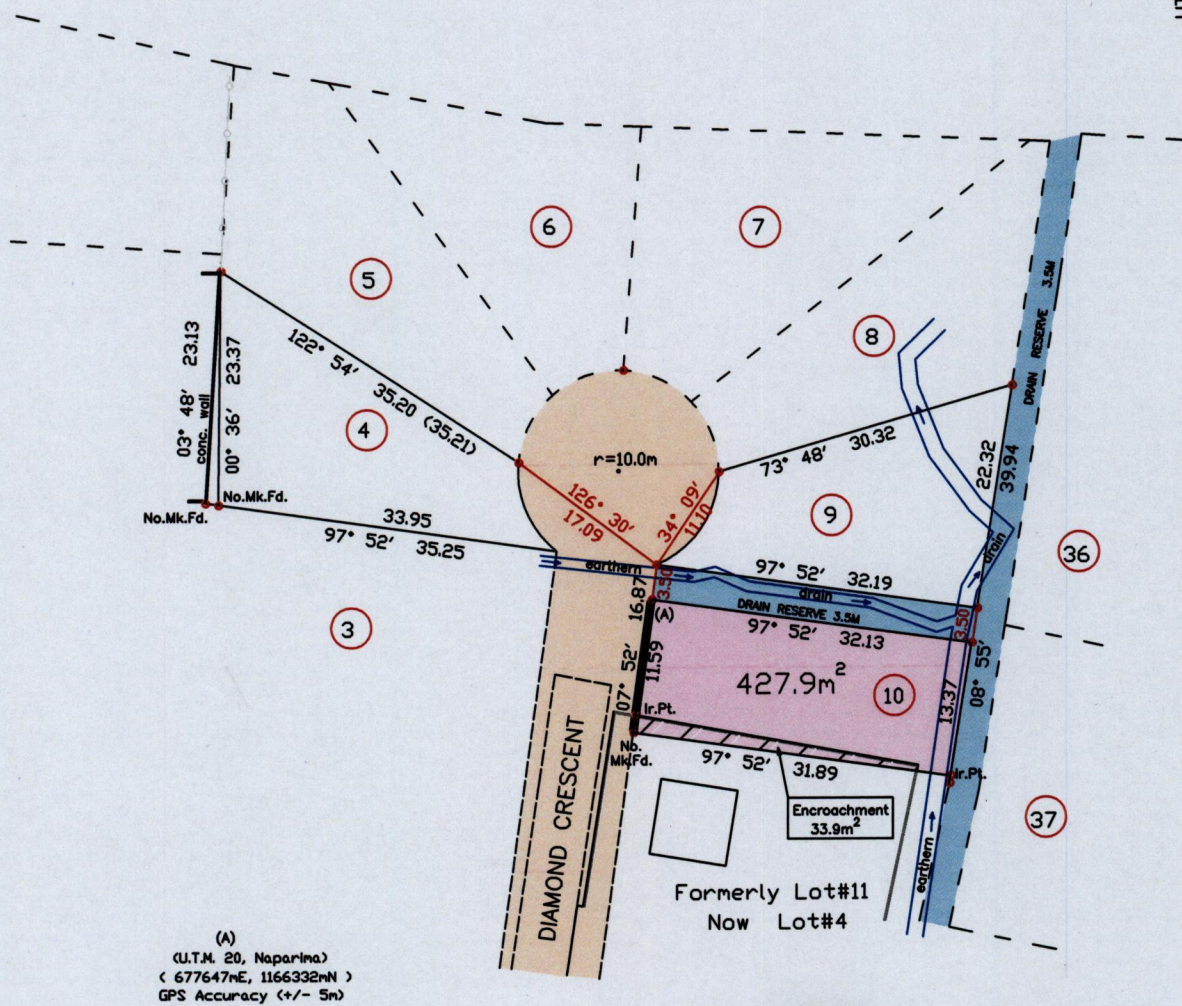 6
7
5
8
DRAIN RESERVE 3.5M
23.13
03° 48'
conc. wall
23.37
00° 36'
122° 54' 35.20 (35.21)
4
r=10.0m
126° 30'
17.09
34° 09'
11.10
73° 48' 30.32
22.32
39.94
9
drain
36
No.Mk.Fd.
No.Mk.Fd.
33.95
97° 52' 35.25
earthern
97° 52' 32.19
drain
DRAIN RESERVE 3.5M
97° 52' 32.13
3.50
16.87
(A)
3.50
3
07° 52'
11.59
427.9m²
10
13.37
08° 55'
Ir.Pt.
No.
Mk.Fd.
97° 52' 31.89
Ir.Pt.
Encroachment
33.9m²
37
earthern
DIAMOND CRESCENT
Formerly Lot#11
Now Lot#4
(A)
(U.T.M. 20, Naparima)
( 677647mE, 1166332mN )
GPS Accuracy (+/- 5m)